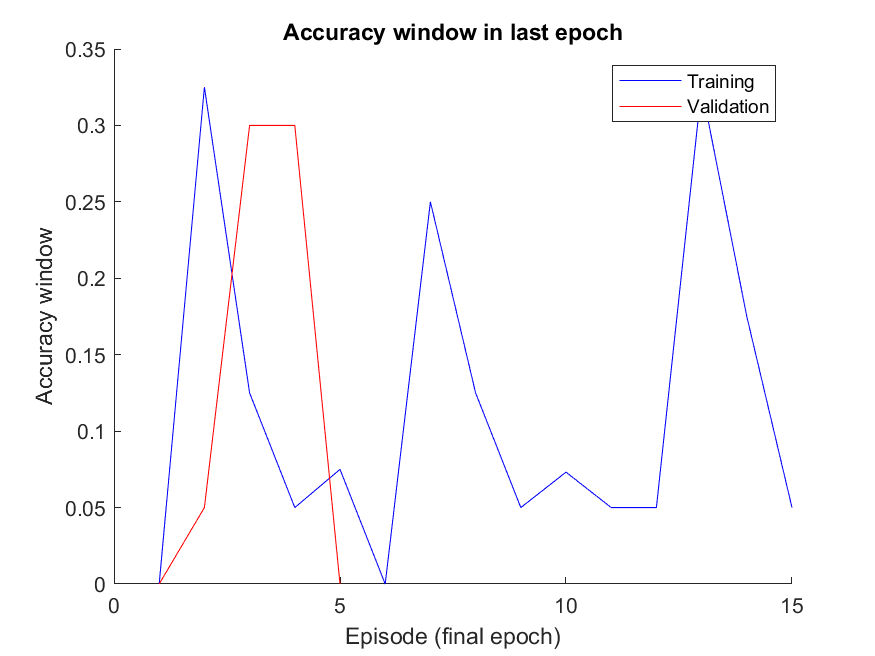 Accuracy window in last epoch
Training
Validation
0.35
0.3
0.25
0.2
0.15
0.1
0.05
0
Accuracy window
0
5
10
15
Episode (final epoch)